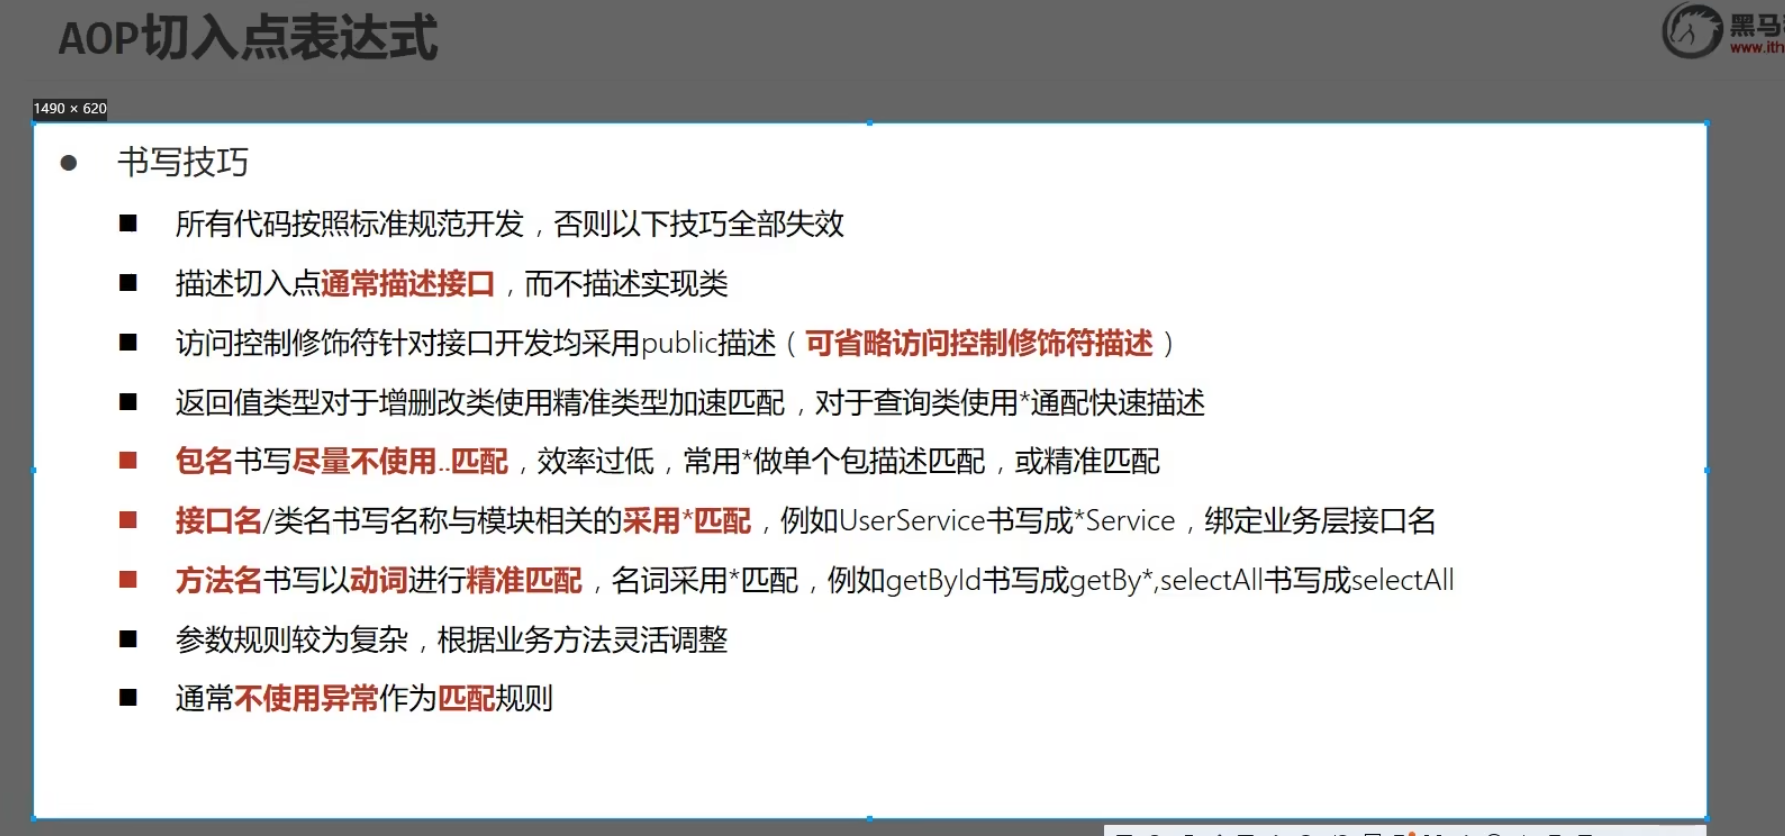 AOP切入点表达式
黑马
www.ith
1490 × 620
● 书写技巧
■ 所有代码按照标准规范开发，否则以下技巧全部失效
■ 描述切入点通常描述接口，而不描述实现类
■ 访问控制修饰符针对接口开发均采用public描述（可省略访问控制修饰符描述）
■ 返回值类型对于增删改类使用精准类型加速匹配，对于查询类使用*通配快速描述
■ 包名书写尽量不使用..匹配，效率过低，常用*做单个包描述匹配，或精准匹配
■ 接口名/类名书写名称与模块相关的采用*匹配，例如UserService书写成*Service，绑定业务层接口名
■ 方法名书写以动词进行精准匹配，名词采用*匹配，例如getById书写成getBy*,selectAll书写成selectAll
■ 参数规则较为复杂，根据业务方法灵活调整
■ 通常不使用异常作为匹配规则